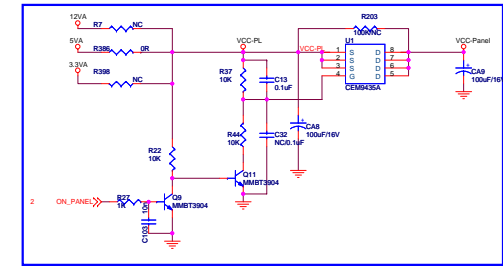 12VA
R7
NC
5VA
R386
0R
3.3VA
R398
NC
VCC-PL
R203
100K/NC
U1
VCC-PL
1
2
3
4
S
S
S
G
D
D
D
D
8
7
6
5
CEM9435A
VCC-Panel
CA9
100uF/16V
R37
10K
C13
0.1uF
R44
10K
C32
NC/0.1uF
CA8
100uF/16V
R22
10K
Q11
MMBT3904
2
ON_PANEL
R27
1K
10n
C103
Q9
MMBT3904